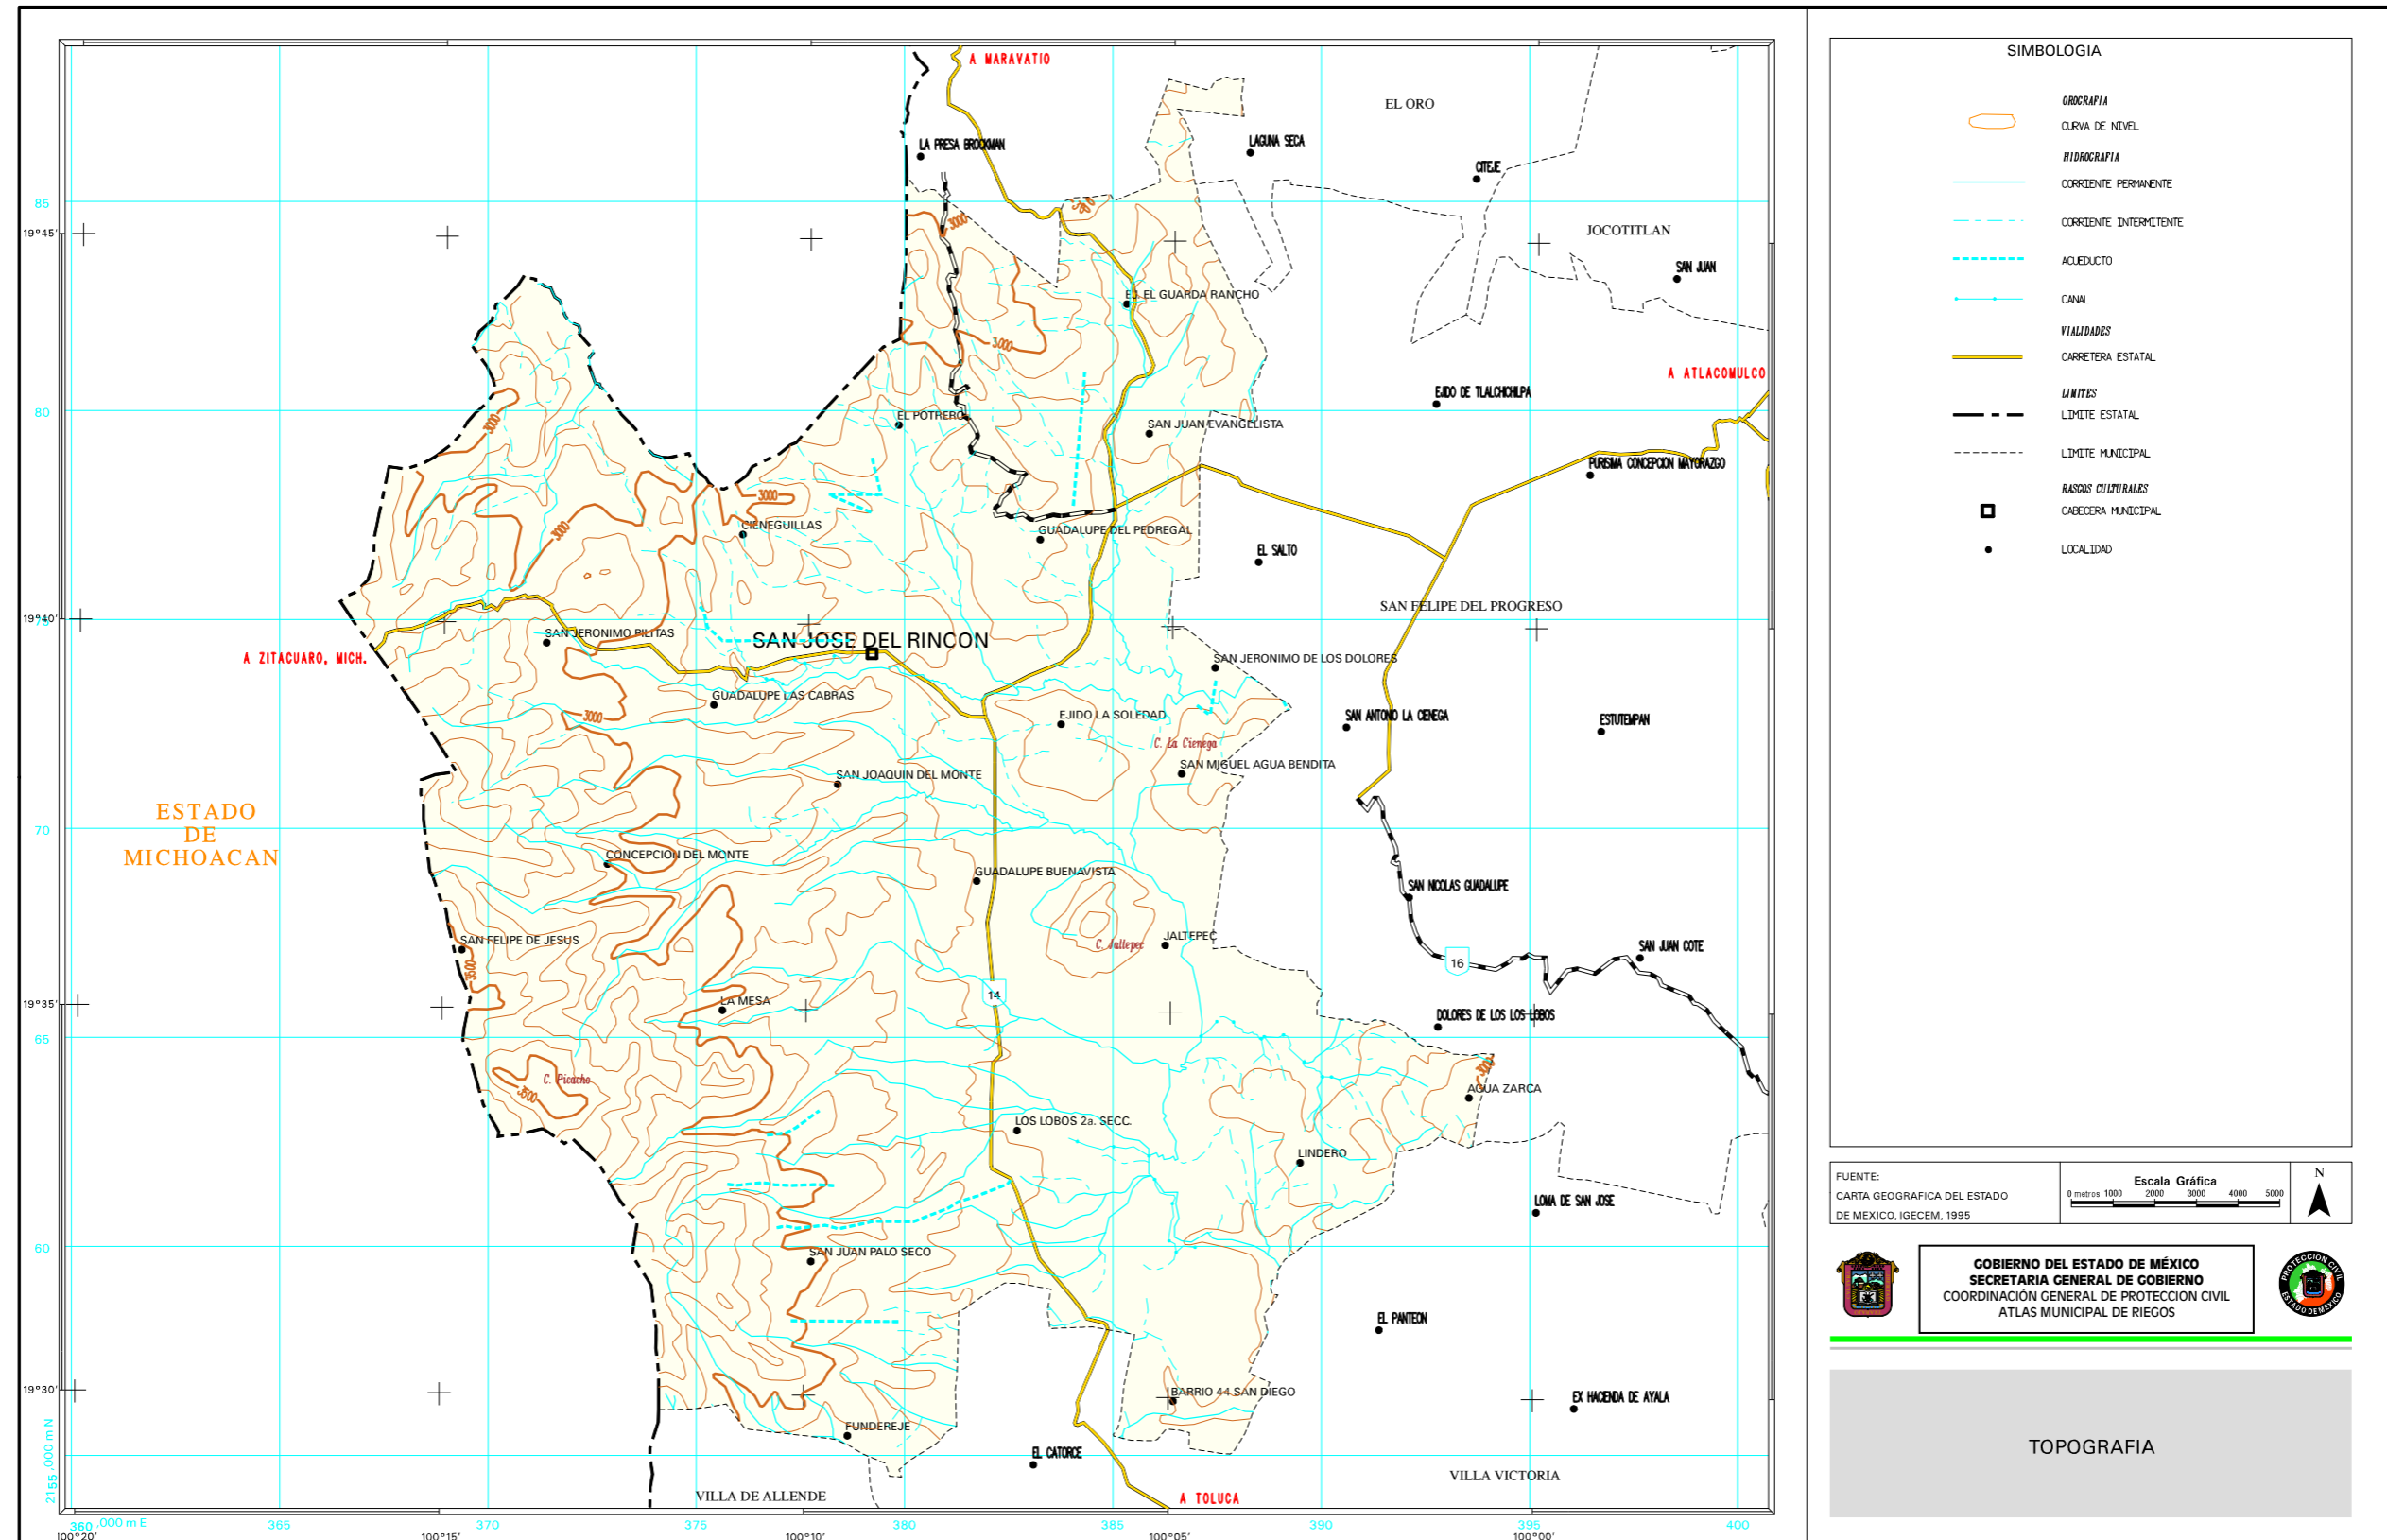 A MARAVATIO
EL ORO
LA PRESA BROCKMAN
LAGUNA SECA
CITEJE
85
19°45'
3000
JOCOTITLAN
SAN JUAN
EJ. EL GUARDA RANCHO
3000
A ATLACOMULCO
EJIDO DE TLALCHICHILPA
80
3000
EL POTRERO
SAN JUAN EVANGELISTA
PURISIMA CONCEPCION MAYORAZGO
3000
3000
CIENEGUILLAS
GUADALUPE DEL PEDREGAL
EL SALTO
19°40'
SAN FELIPE DEL PROGRESO
SAN JERONIMO PILITAS
SAN JOSE DEL RINCON
A ZITACUARO, MICH.
SAN JERONIMO DE LOS DOLORES
GUADALUPE LAS CABRAS
3000
EJIDO LA SOLEDAD
SAN ANTONIO LA CIENEGA
ESTUTEMPAN
C. La Cienega
SAN MIGUEL AGUA BENDITA
SAN JOAQUIN DEL MONTE
ESTADO
DE
MICHOACAN
70
CONCEPCION DEL MONTE
GUADALUPE BUENAVISTA
SAN NICOLAS GUADALUPE
SAN FELIPE DE JESUS
C. Jaltepec
JALTEPEC
SAN JUAN COTE
3500
16
14
LA MESA
19°35'
DOLORES DE LOS LOS LOBOS
65
3000
C. Picacho
3500
AGUA ZARCA
LOS LOBOS 2a. SECC.
LINDERO
LOMA DE SAN JOSE
60
SAN JUAN PALO SECO
EL PANTEON
19°30'
BARRIO 44 SAN DIEGO
EX HACIENDA DE AYALA
FUNDEREJE
EL CATORCE
2155,000 m N
VILLA DE ALLENDE
VILLA VICTORIA
A TOLUCA
360,000 m E
365
370
375
380
385
390
395
400
100°20'
100°15'
100°10'
100°05'
100°00'
SIMBOLOGIA
OROGRAFIA
CURVA DE NIVEL
HIDROGRAFIA
CORRIENTE PERMANENTE
CORRIENTE INTERMITENTE
ACUEDUCTO
CANAL
VIALIDADES
CARRETERA ESTATAL
LIMITES
LIMITE ESTATAL
LIMITE MUNICIPAL
RASGOS CULTURALES
CABECERA MUNICIPAL
LOCALIDAD
FUENTE:
CARTA GEOGRAFICA DEL ESTADO
DE MEXICO, IGECEM, 1995
Escala Gráfica
0 metros 1000 2000 3000 4000 5000
N
GOBIERNO DEL ESTADO DE MÉXICO
SECRETARIA GENERAL DE GOBIERNO
COORDINACIÓN GENERAL DE PROTECCION CIVIL
ATLAS MUNICIPAL DE RIEGOS
PROTECCION CIVIL
ESTADO DE MEXICO
TOPOGRAFIA